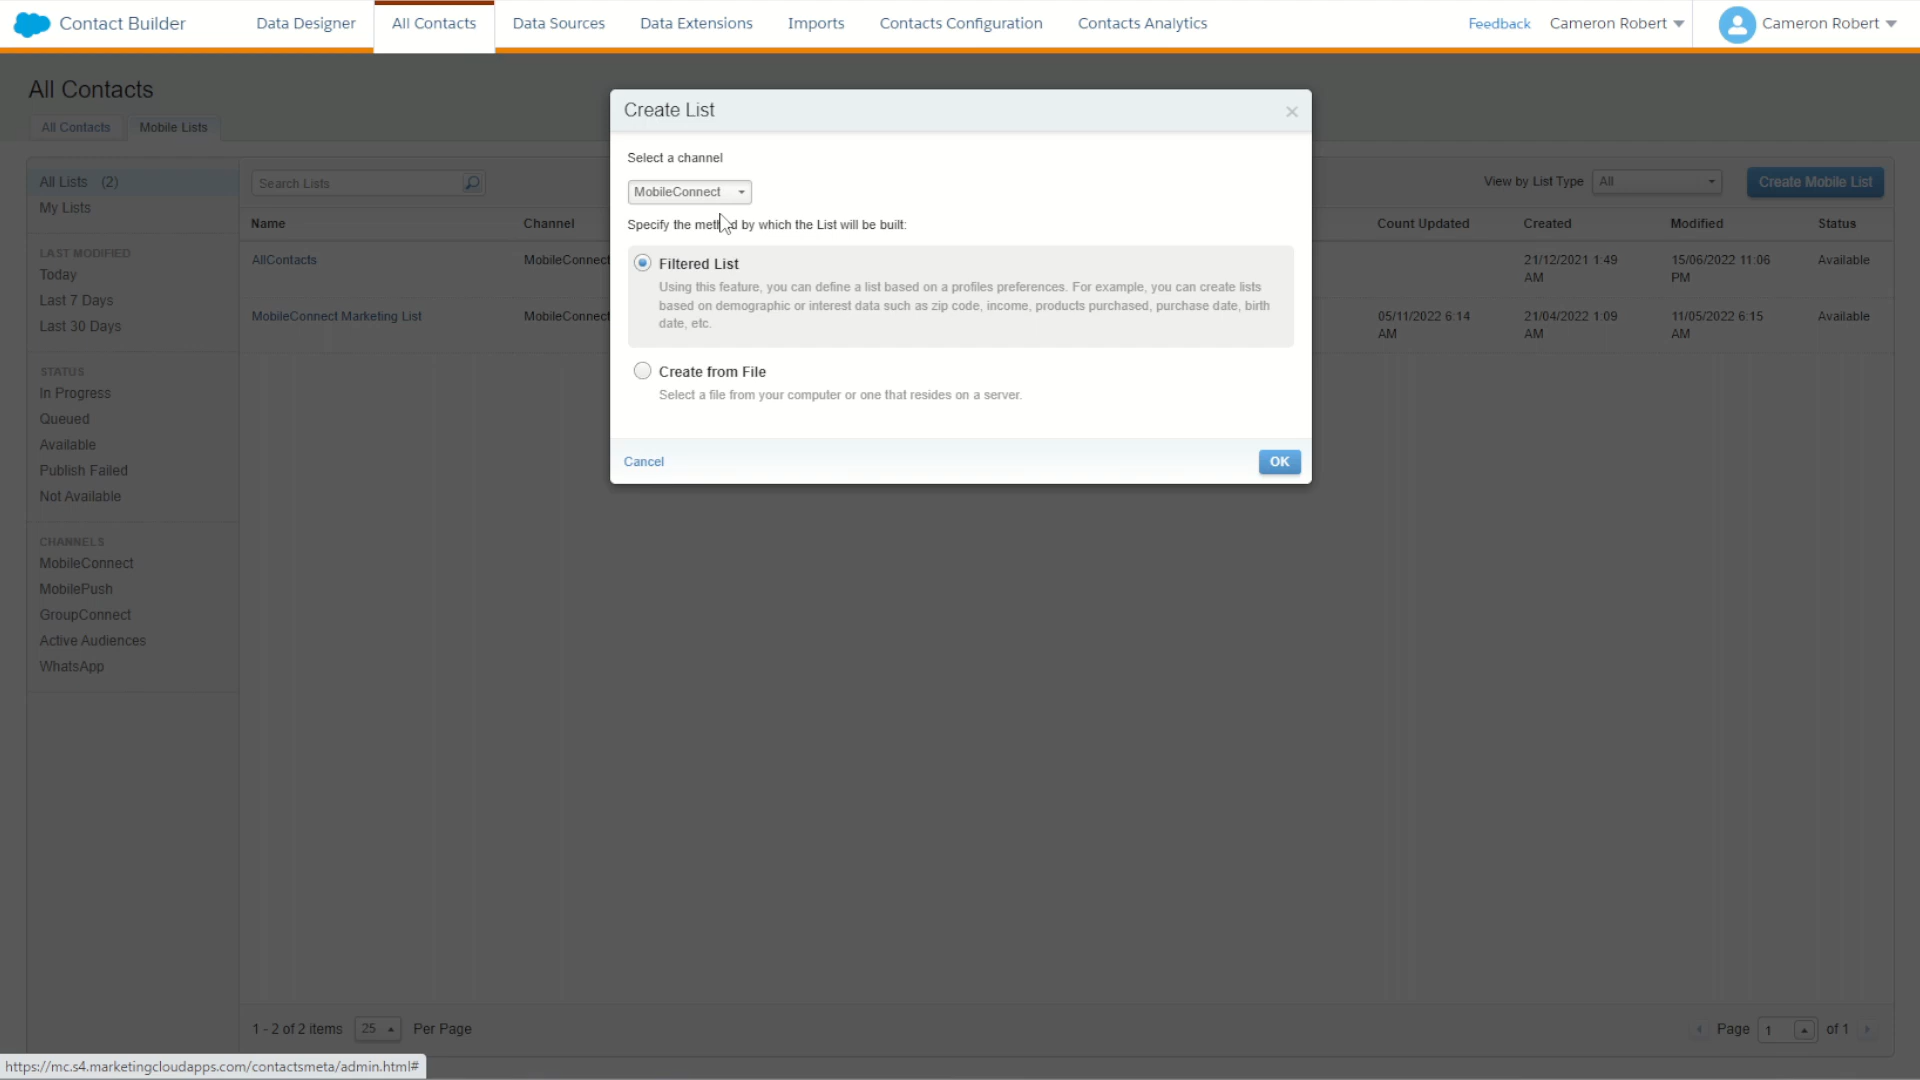 Contact Builder
Data Designer
All Contacts
Data Sources
Data Extensions
Imports
Contacts Configuration
Contacts Analytics
Feedback
Cameron Robert
Cameron Robert
All Contacts
All Contacts
Mobile Lists
All Lists (2)
My Lists
LAST MODIFIED
Today
Last 7 Days
Last 30 Days
STATUS
In Progress
Queued
Available
Publish Failed
Not Available
CHANNELS
MobileConnect
MobilePush
GroupConnect
Active Audiences
WhatsApp
Search Lists
View by List Type
All
Create Mobile List
Name
Channel
Count Updated
Created
Modified
Status
AllContacts
MobileConnect
21/12/2021 1:49
AM
15/06/2022 11:06
PM
Available
MobileConnect Marketing List
MobileConnect
05/11/2022 6:14
AM
21/04/2022 1:09
AM
11/05/2022 6:15
AM
Available
Create List
Select a channel
MobileConnect
Specify the method by which the List will be built:
Filtered List
Using this feature, you can define a list based on a profiles preferences. For example, you can create lists
based on demographic or interest data such as zip code, income, products purchased, purchase date, birth
date, etc.
Create from File
Select a file from your computer or one that resides on a server.
Cancel
OK
1 - 2 of 2 items
25
Per Page
Page
1
of 1
https://mc.s4.marketingcloudapps.com/contactsmeta/admin.html#